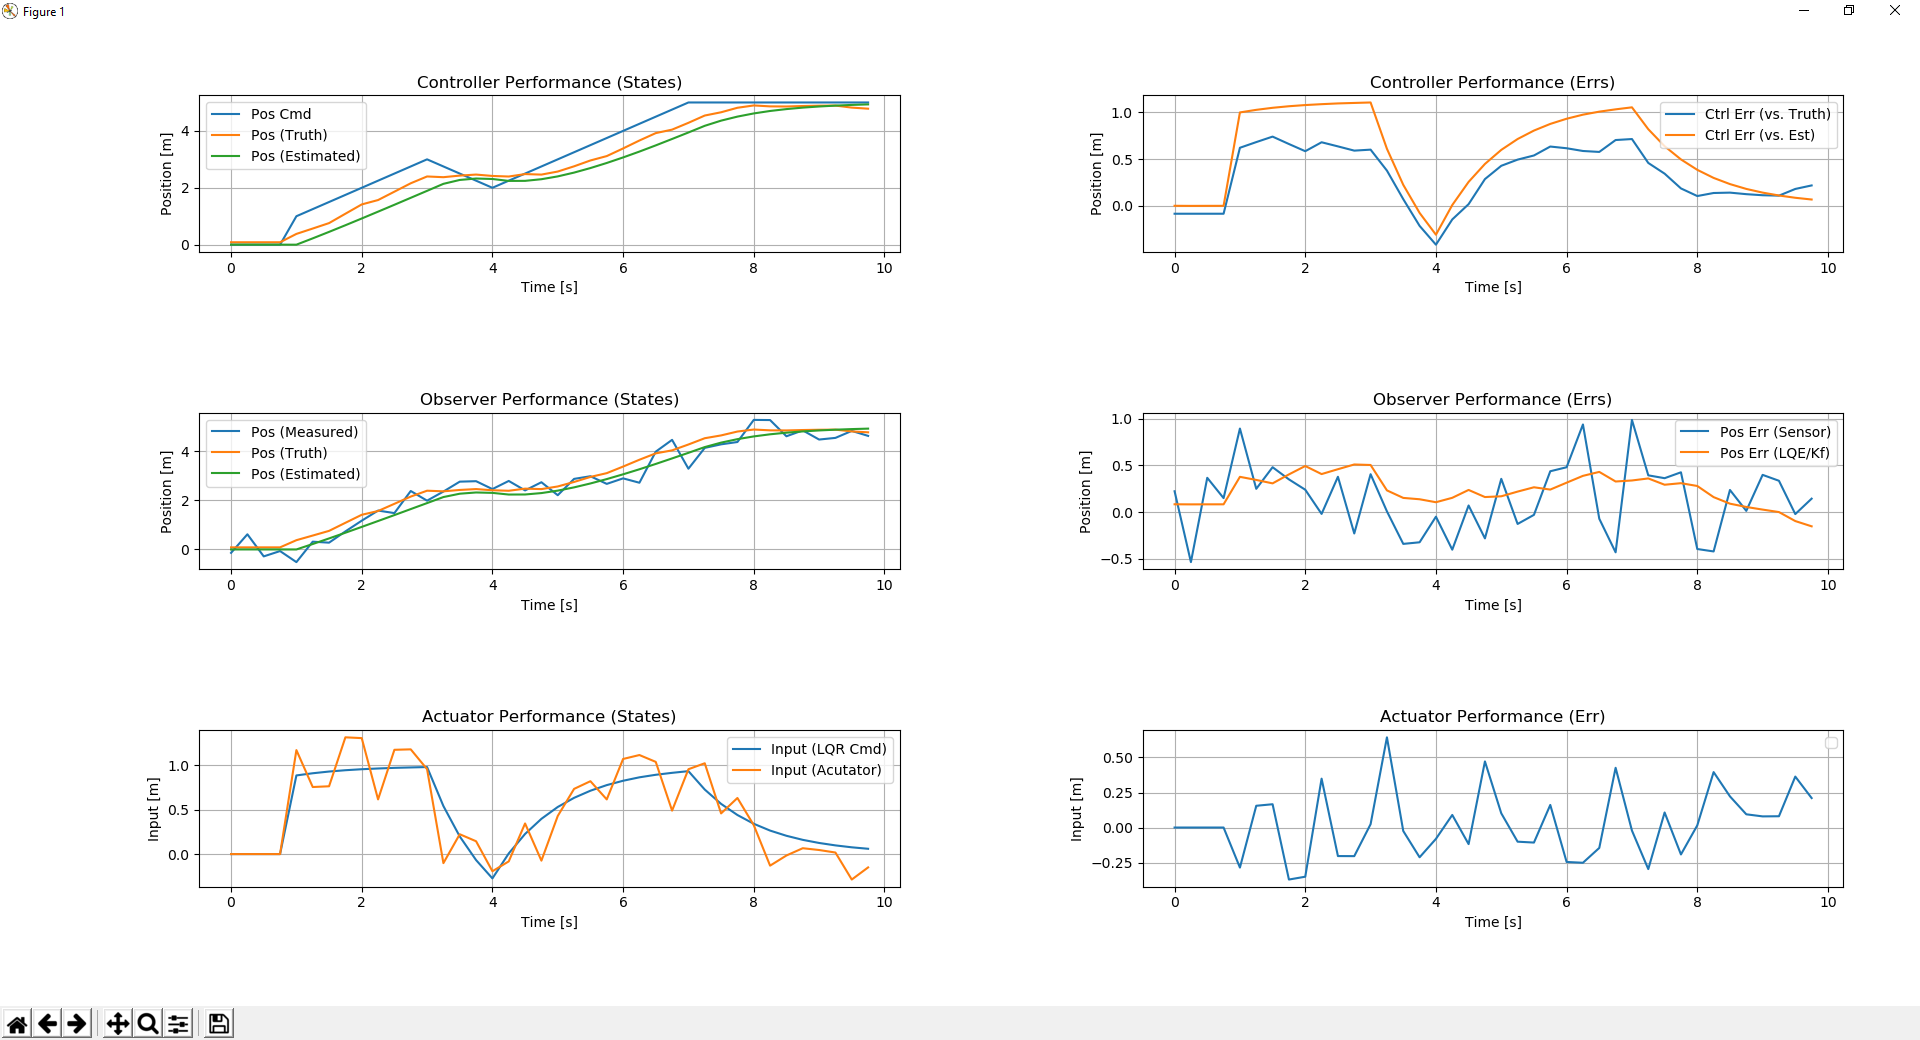 Figure 1
Controller Performance (States)
Pos Cmd
Pos (Truth)
Pos (Estimated)
Position [m]
4
2
0
0 2 4 6 8 10
Time [s]
Controller Performance (Errs)
Ctrl Err (vs. Truth)
Ctrl Err (vs. Est)
Position [m]
1.0
0.5
0.0
0 2 4 6 8 10
Time [s]
Observer Performance (States)
Pos (Measured)
Pos (Truth)
Pos (Estimated)
Position [m]
4
2
0
0 2 4 6 8 10
Time [s]
Observer Performance (Errs)
Pos Err (Sensor)
Pos Err (LQE/Kf)
Position [m]
1.0
0.5
0.0
−0.5
0 2 4 6 8 10
Time [s]
Actuator Performance (States)
Input (LQR Cmd)
Input (Acutator)
Input [m]
1.0
0.5
0.0
0 2 4 6 8 10
Time [s]
Actuator Performance (Err)
Input [m]
0.50
0.25
0.00
−0.25
0 2 4 6 8 10
Time [s]